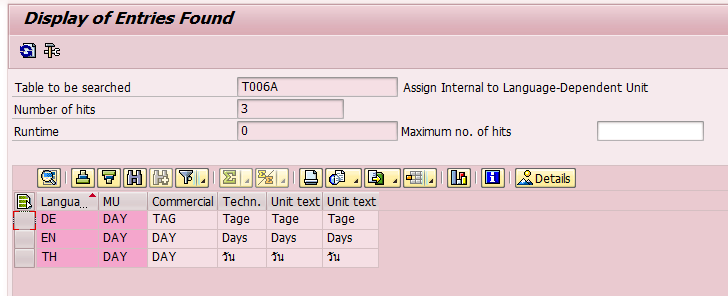 Display of Entries Found
Table to be searched T006A Assign Internal to Language-Dependent Unit
Number of hits 3
Runtime 0 Maximum no. of hits
Details
Langua... MU Commercial Techn. Unit text Unit text
DE DAY TAG Tage Tage Tage
EN DAY DAY Days Days Days
TH DAY DAY วัน วัน วัน